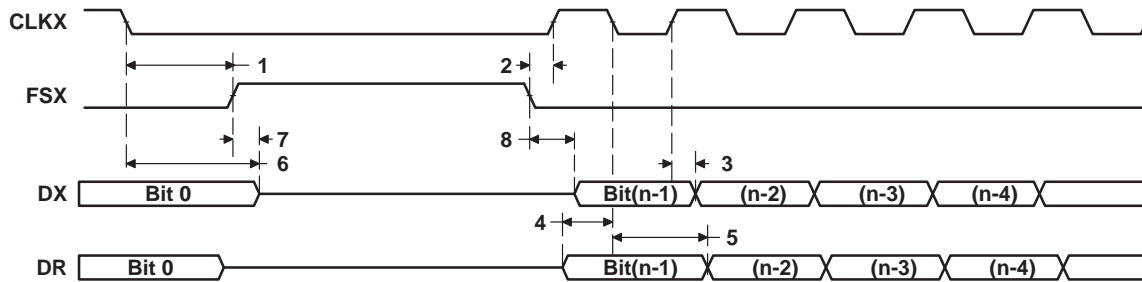 CLKX
1 2
FSX
7 8
6 3
DX Bit 0 Bit(n-1) (n-2) (n-3) (n-4)
4 5
DR Bit 0 Bit(n-1) (n-2) (n-3) (n-4)